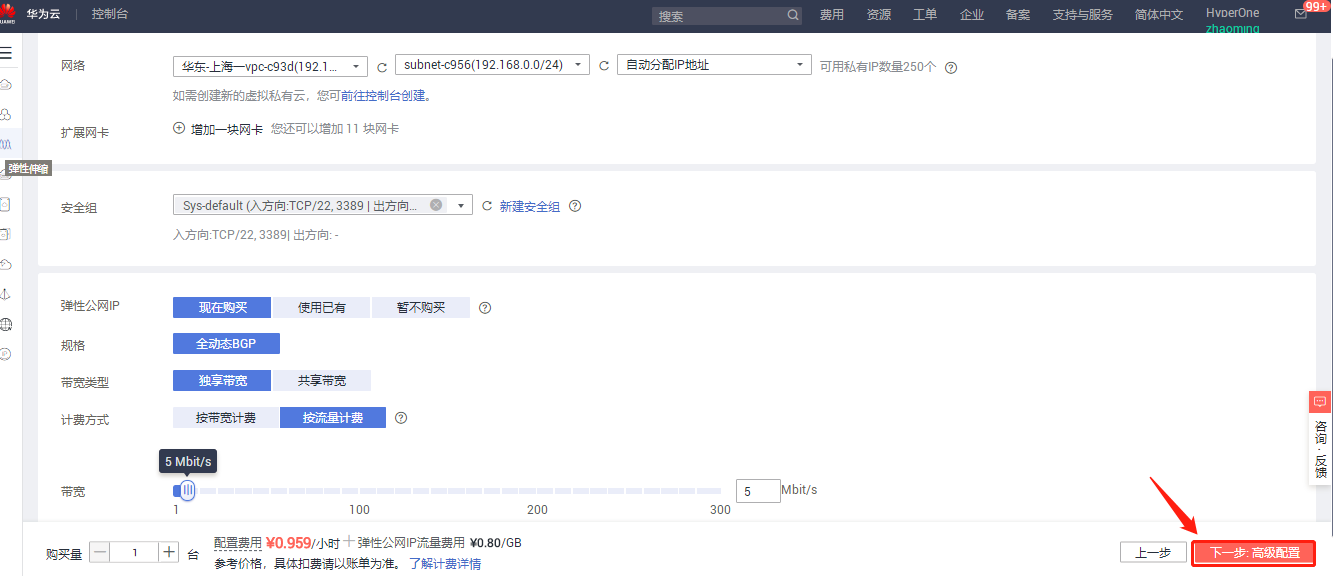 华为云 控制台 搜索 费用 资源 工单 企业 备案 支持与服务 简体中文 HyperOne 99+
HUAWEI zhaoming
网络 华东-上海一vpc-c93d(192.1... subnet-c956(192.168.0.0/24) 自动分配IP地址 可用私有IP数量250个
如需创建新的虚拟私有云，您可前往控制台创建。
扩展网卡 增加一块网卡 您还可以增加 11 块网卡
弹性伸缩
安全组 Sys-default (入方向:TCP/22, 3389 | 出方向... 新建安全组
入方向:TCP/22, 3389| 出方向: -
弹性公网IP 现在购买 使用已有 暂不购买
规格 全动态BGP
带宽类型 独享带宽 共享带宽
计费方式 按带宽计费 按流量计费
5 Mbit/s
带宽 5 Mbit/s
1 100 200 300
咨询·反馈
购买量 1 台 配置费用 ¥0.959/小时 + 弹性公网IP流量费用 ¥0.80/GB
参考价格，具体扣费请以账单为准。 了解计费详情
上一步 下一步: 高级配置